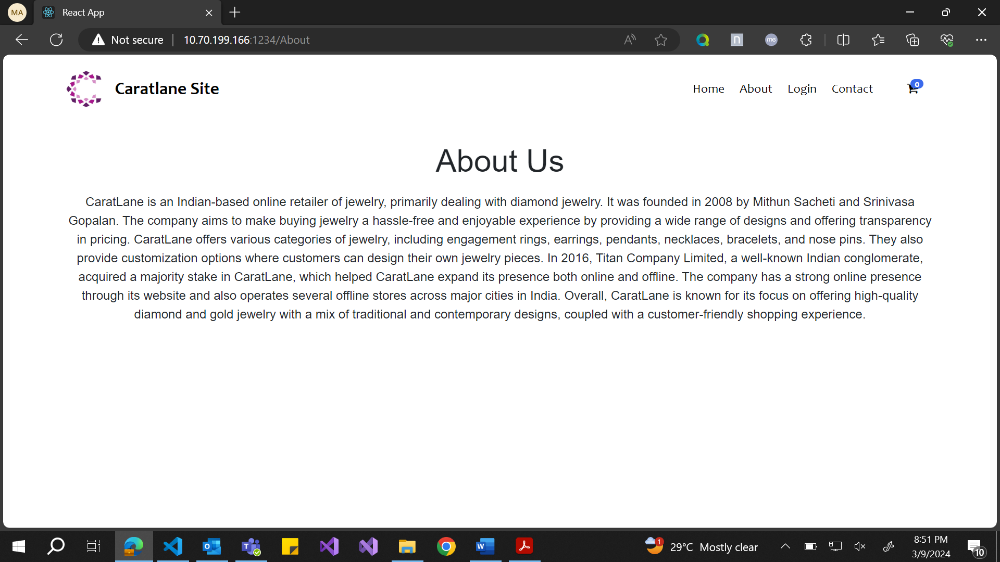 MA
React App
Not secure
10.70.199.166:1234/About
n
me
Caratlane Site
Home About Login Contact
0
About Us
CaratLane is an Indian-based online retailer of jewelry, primarily dealing with diamond jewelry. It was founded in 2008 by Mithun Sacheti and Srinivasa
Gopalan. The company aims to make buying jewelry a hassle-free and enjoyable experience by providing a wide range of designs and offering transparency
in pricing. CaratLane offers various categories of jewelry, including engagement rings, earrings, pendants, necklaces, bracelets, and nose pins. They also
provide customization options where customers can design their own jewelry pieces. In 2016, Titan Company Limited, a well-known Indian conglomerate,
acquired a majority stake in CaratLane, which helped CaratLane expand its presence both online and offline. The company has a strong online presence
through its website and also operates several offline stores across major cities in India. Overall, CaratLane is known for its focus on offering high-quality
diamond and gold jewelry with a mix of traditional and contemporary designs, coupled with a customer-friendly shopping experience.
1
29°C Mostly clear
8:51 PM
3/9/2024
10